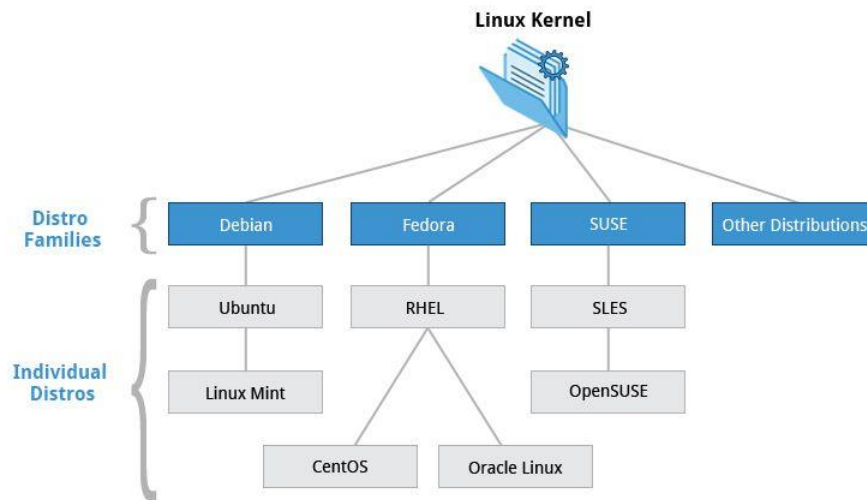 Linux Kernel
Distro
Families
Debian
Fedora
SUSE
Other Distributions
Individual
Distros
Ubuntu
RHEL
SLES
Linux Mint
OpenSUSE
CentOS
Oracle Linux